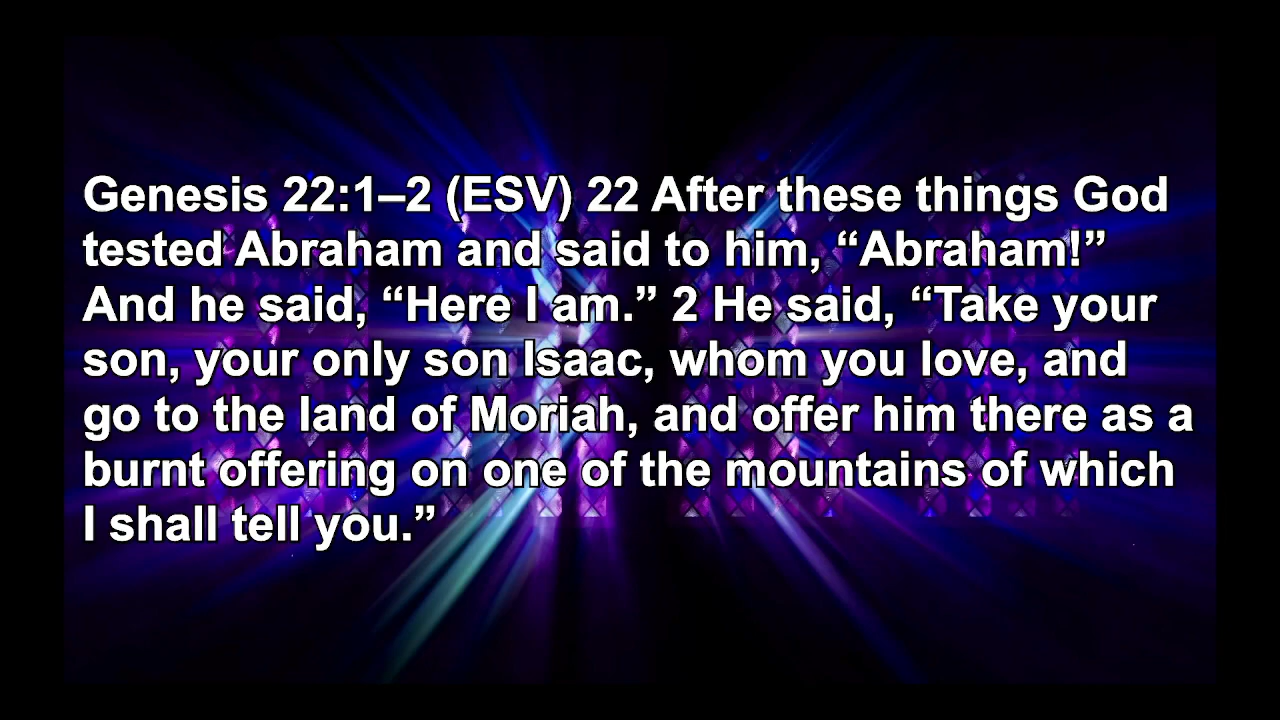 Genesis 22:1–2 (ESV) 22 After these things God
tested Abraham and said to him, “Abraham!”
And he said, “Here I am.” 2 He said, “Take your
son, your only son Isaac, whom you love, and
go to the land of Moriah, and offer him there as a
burnt offering on one of the mountains of which
I shall tell you.”